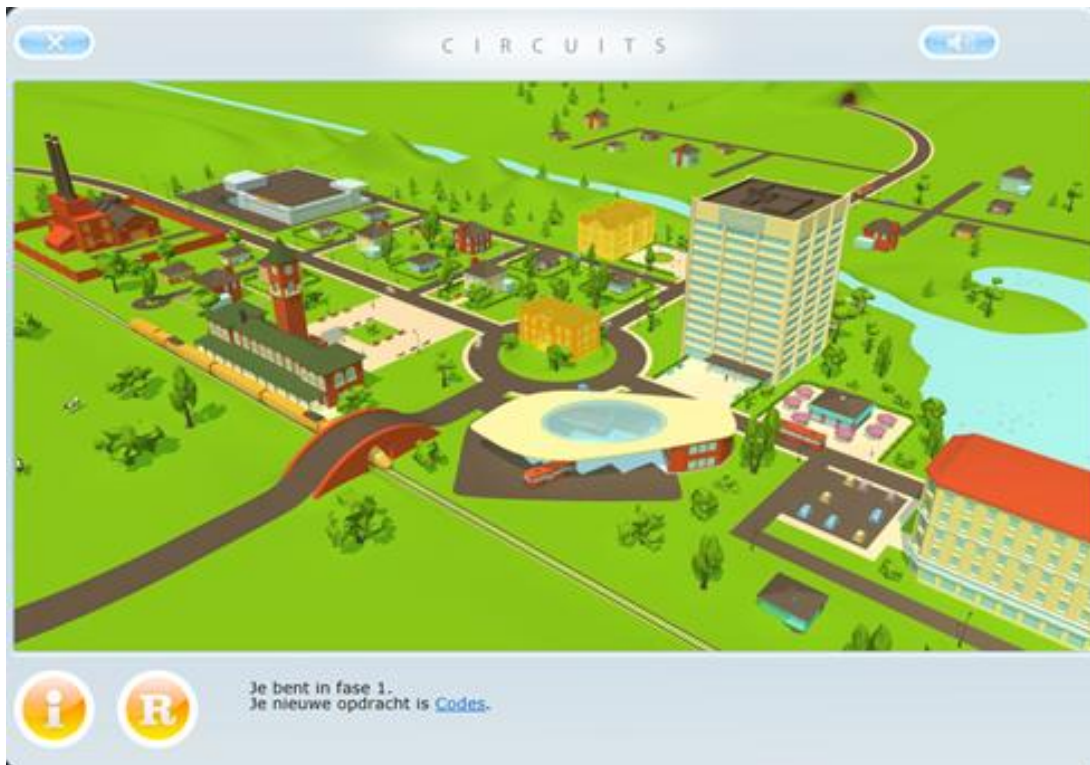 CIRCUITS
i
R
Je bent in fase 1.
Je nieuwe opdracht is Codes.